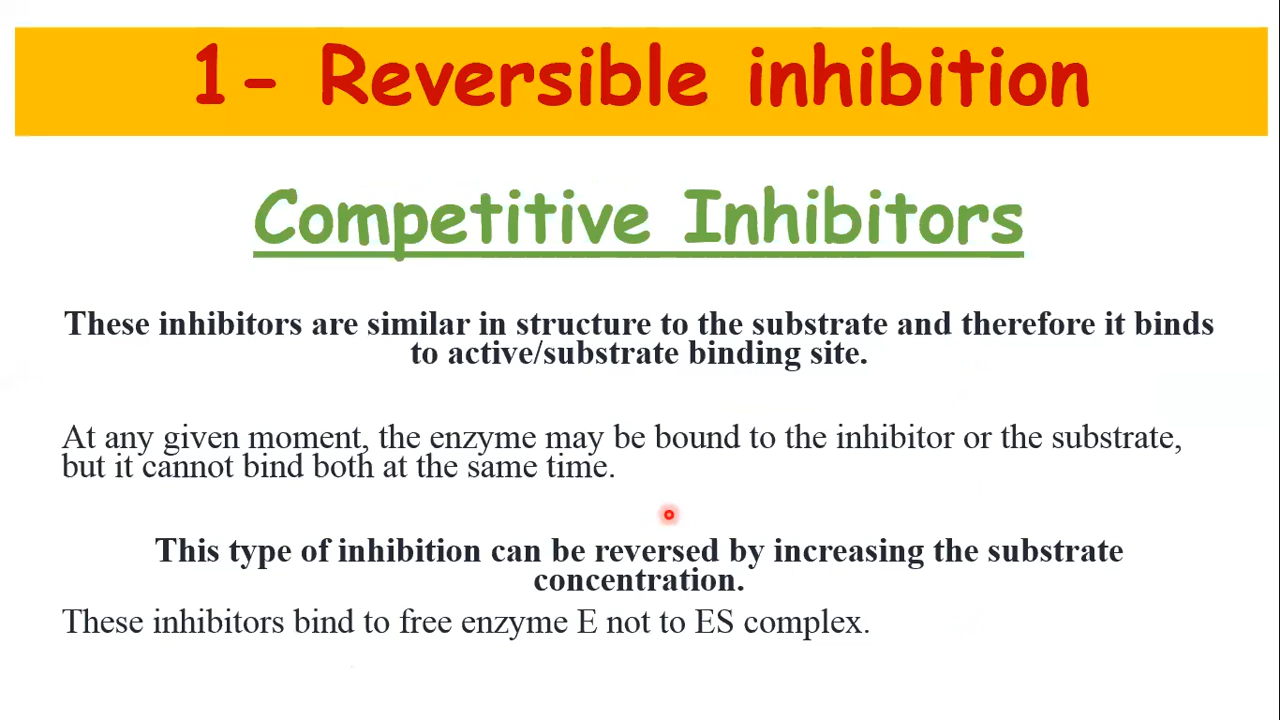 1- Reversible inhibition
Competitive Inhibitors
These inhibitors are similar in structure to the substrate and therefore it binds
to active/substrate binding site.
At any given moment, the enzyme may be bound to the inhibitor or the substrate,
but it cannot bind both at the same time.
This type of inhibition can be reversed by increasing the substrate
concentration.
These inhibitors bind to free enzyme E not to ES complex.